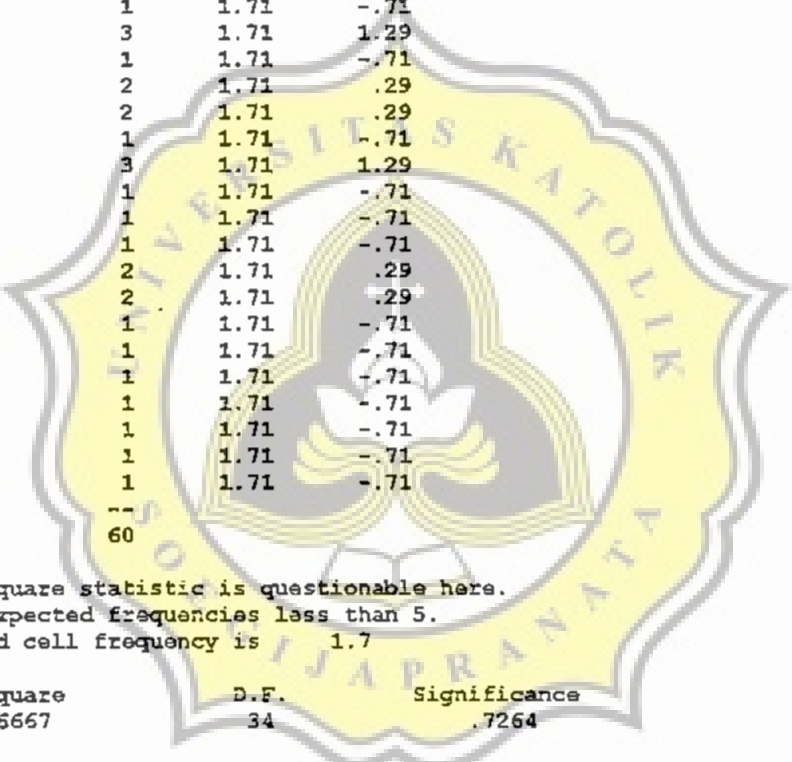 1 1.71 -.71
3 1.71 1.29
1 1.71 -.71
2 1.71 .29
2 1.71 .29
1 1.71 -.71
3 1.71 1.29
1 1.71 -.71
1 1.71 -.71
1 1.71 -.71
2 1.71 .29
2 1.71 .29
1 1.71 -.71
1 1.71 -.71
1 1.71 -.71
1 1.71 -.71
1 1.71 -.71
1 1.71 -.71
1 1.71 -.71
--
60
quare statistic is questionable here.
xpected frequencies less than 5.
d cell frequency is 1.7
quare D.F. Significance
6667 34 .7264
UNIVERSITAS KATOLIK
SOEGIJAPRANATA